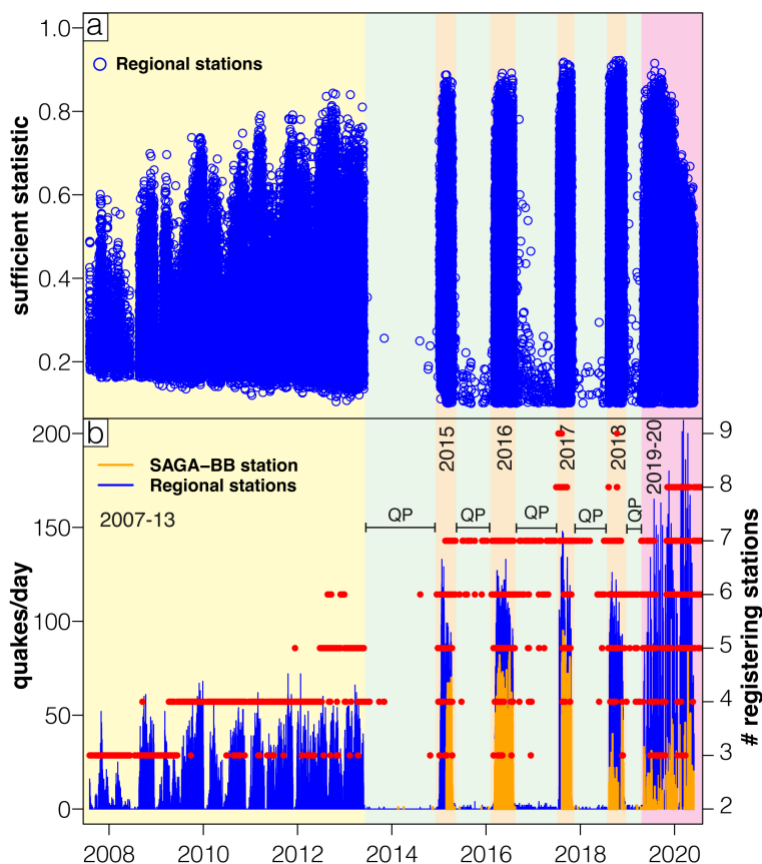 a
1.0
Regional stations
0.8
0.6
0.4
0.2
sufficient statistic
b
200
150
100
50
0
quakes/day
SAGA−BB station
Regional stations
2007-13
QP
QP
QP
QP
QP
2015
2016
2017
2018
2019-20
9
8
7
6
5
4
3
2
# registering stations
2008
2010
2012
2014
2016
2018
2020